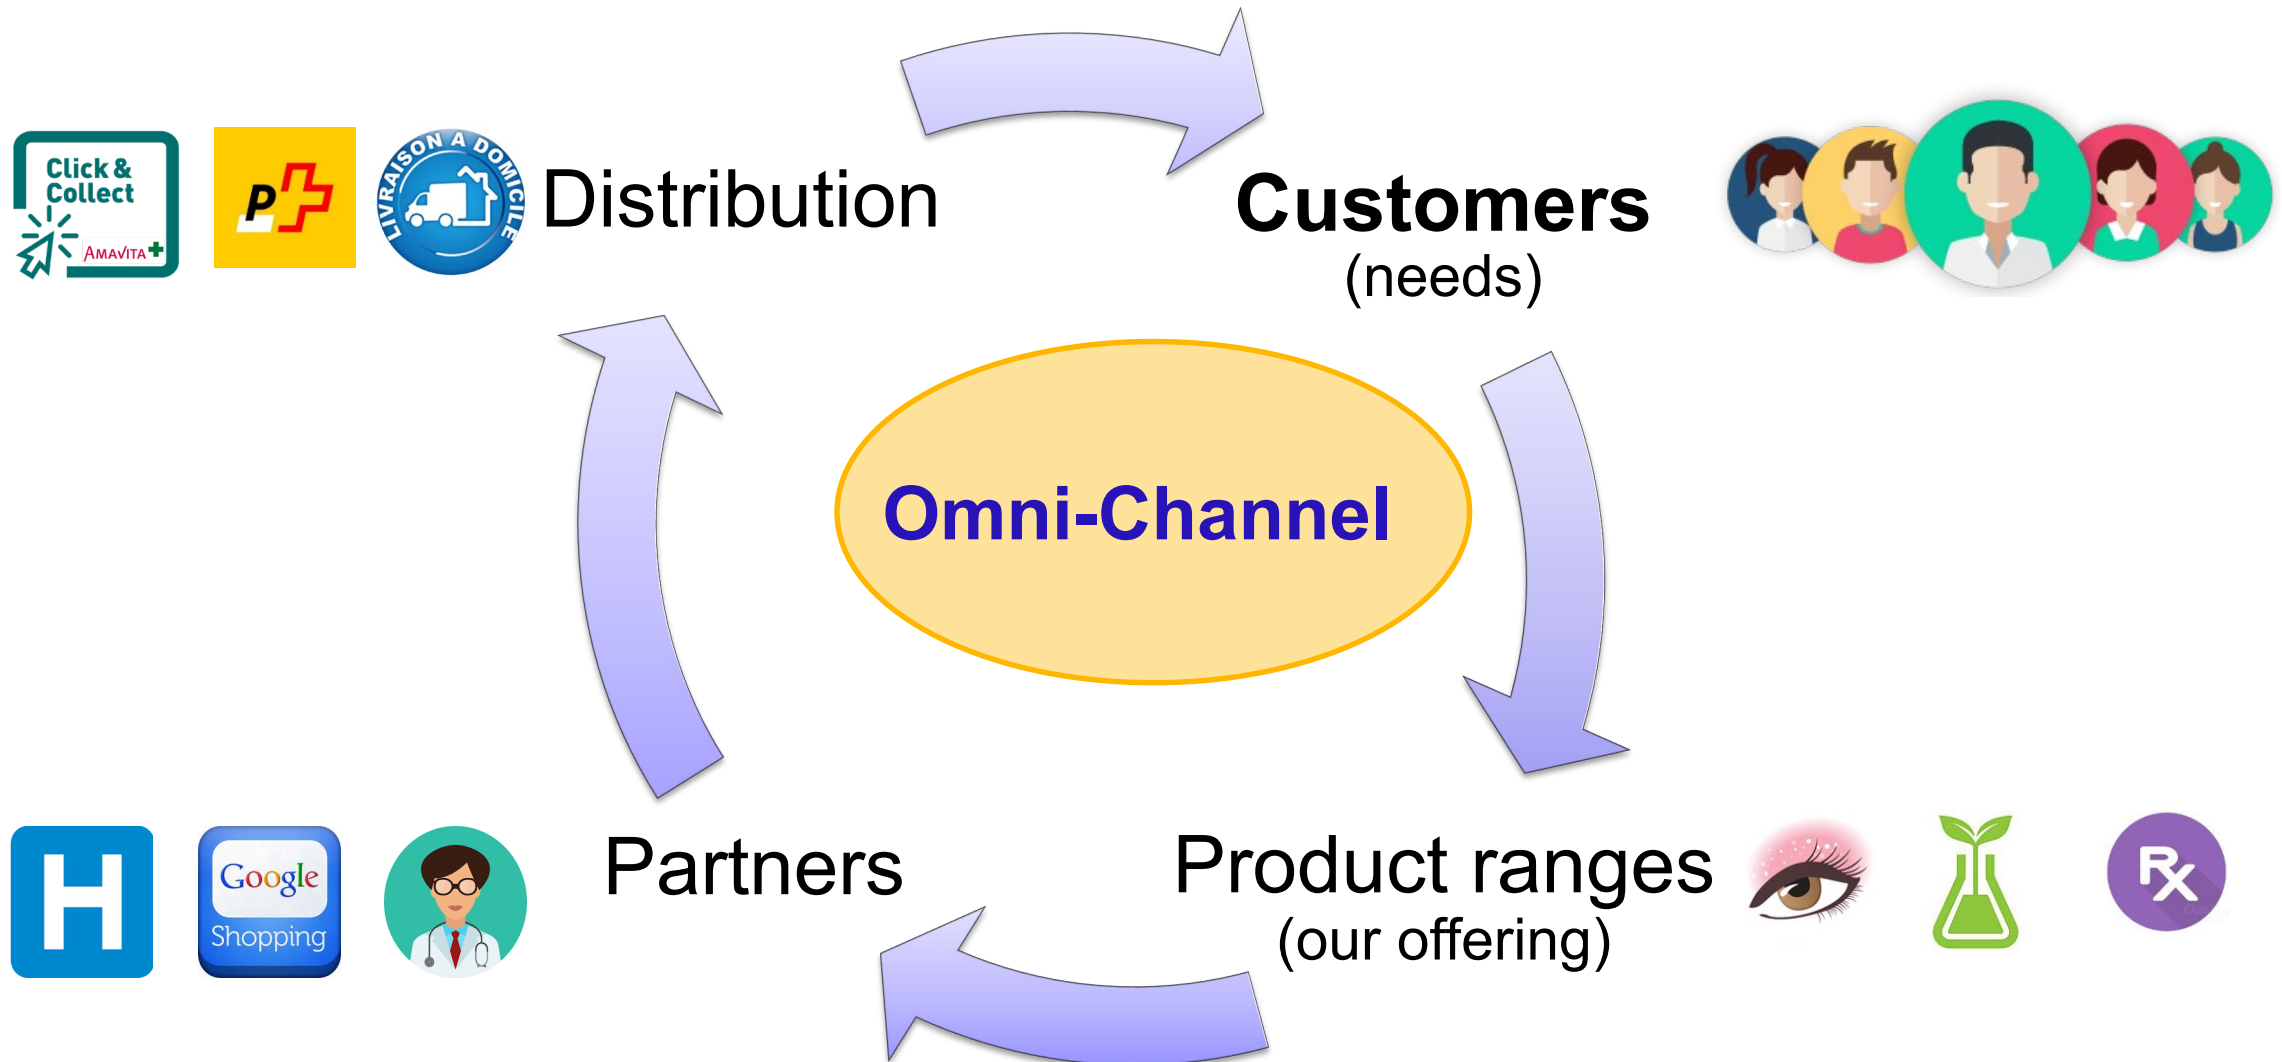 Click &
Collect
AMAVITA
P
LIVRAISON A DOMICILE
Distribution
Customers
(needs)
Omni-Channel
H
Google
Shopping
Partners
Product ranges
(our offering)
Rx